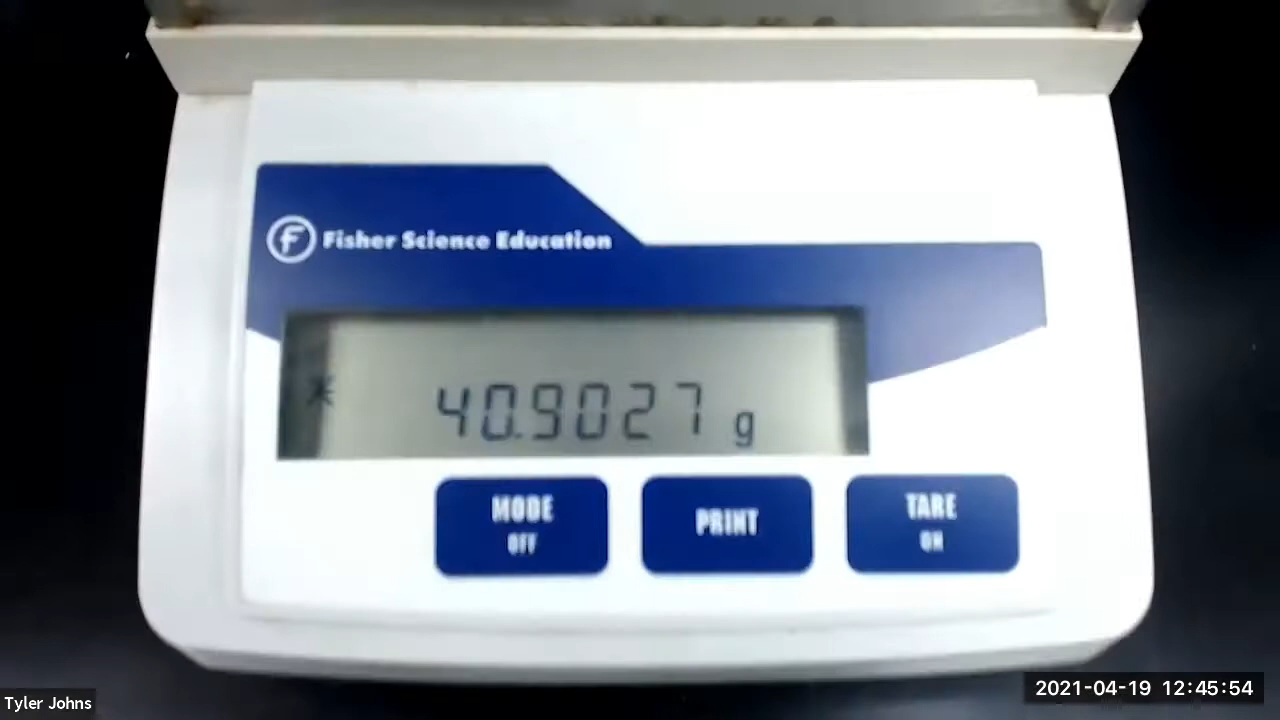 Fisher Science Education
* 40.9027 g
MODE
OFF
PRINT
TARE
ON
Tyler Johns
2021-04-19 12:45:54